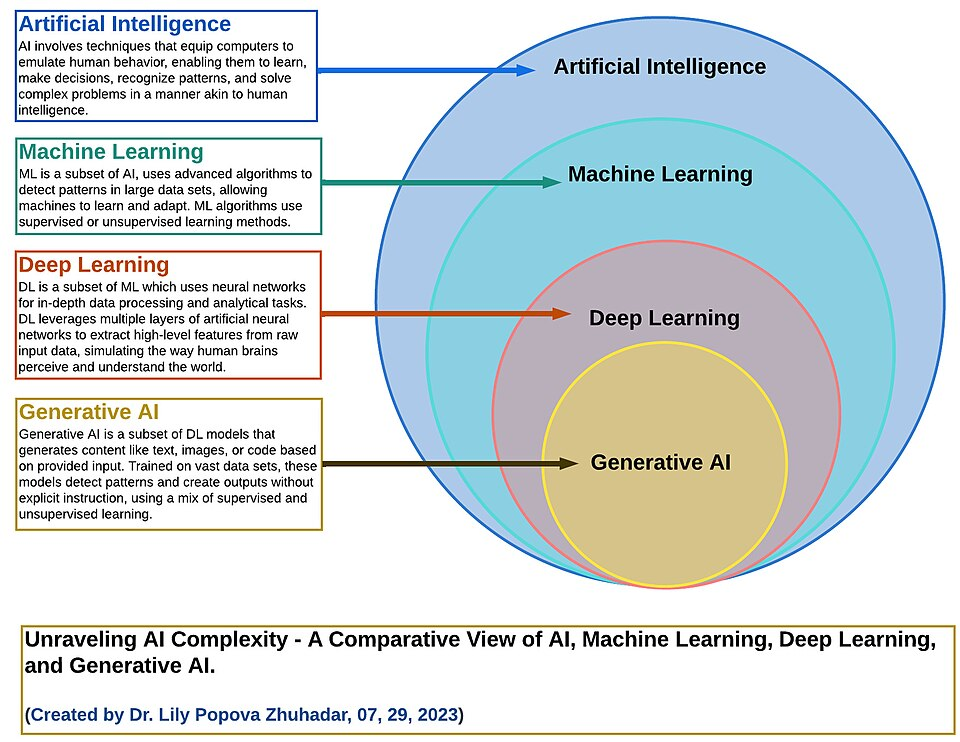 Artificial Intelligence
AI involves techniques that equip computers to
emulate human behavior, enabling them to learn,
make decisions, recognize patterns, and solve
complex problems in a manner akin to human
intelligence.
Machine Learning
ML is a subset of AI, uses advanced algorithms to
detect patterns in large data sets, allowing
machines to learn and adapt. ML algorithms use
supervised or unsupervised learning methods.
Deep Learning
DL is a subset of ML which uses neural networks
for in-depth data processing and analytical tasks.
DL leverages multiple layers of artificial neural
networks to extract high-level features from raw
input data, simulating the way human brains
perceive and understand the world.
Generative AI
Generative AI is a subset of DL models that
generates content like text, images, or code based
on provided input. Trained on vast data sets, these
models detect patterns and create outputs without
explicit instruction, using a mix of supervised and
unsupervised learning.
Artificial Intelligence
Machine Learning
Deep Learning
Generative AI
Unraveling AI Complexity - A Comparative View of AI, Machine Learning, Deep Learning,
and Generative AI.
(Created by Dr. Lily Popova Zhuhadar, 07, 29, 2023)